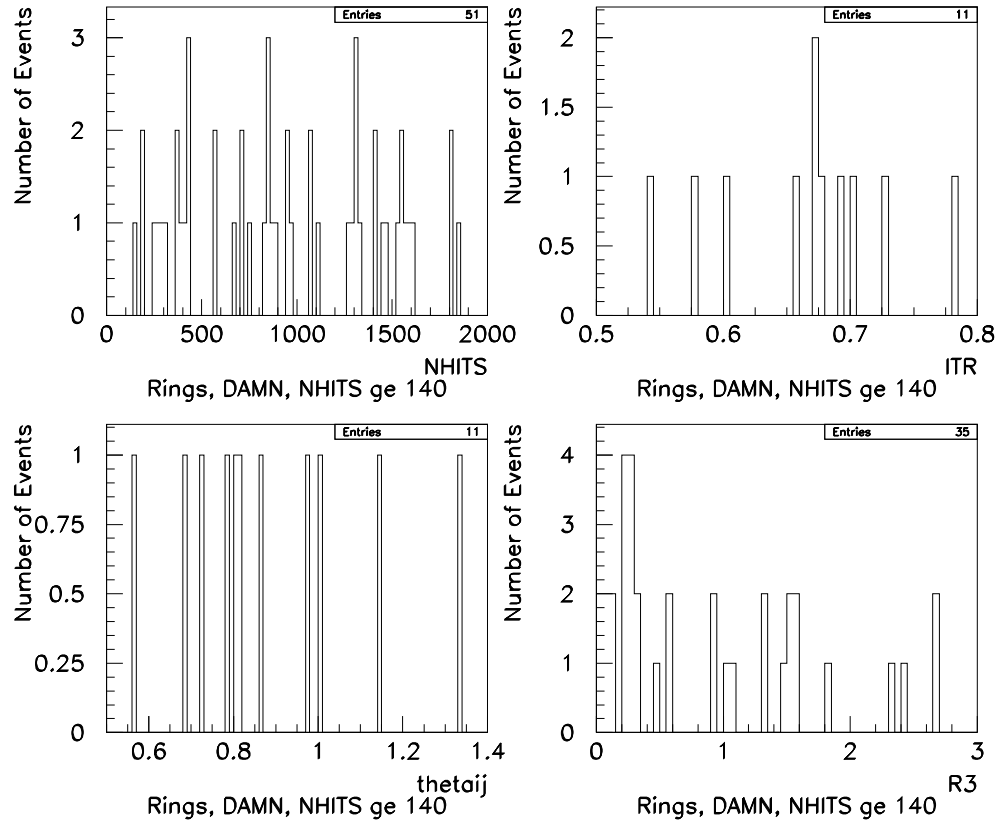 Entries 51
Number of Events
3
2
1
0
0 500 1000 1500 2000
NHITS
Rings, DAMN, NHITS ge 140
Entries 11
Number of Events
2
1.5
1
0.5
0
0.5 0.6 0.7 0.8
ITR
Rings, DAMN, NHITS ge 140
Entries 11
Number of Events
1
0.75
0.5
0.25
0
0.6 0.8 1 1.2 1.4
thetaij
Rings, DAMN, NHITS ge 140
Entries 35
Number of Events
4
3
2
1
0
0 1 2 3
R3
Rings, DAMN, NHITS ge 140